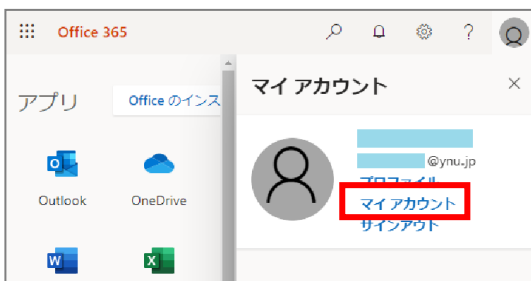 Office 365
?
アプリ
Office のインス
マイ アカウント
@ynu.jp
プロファイル
マイ アカウント
サインアウト
Outlook
OneDrive